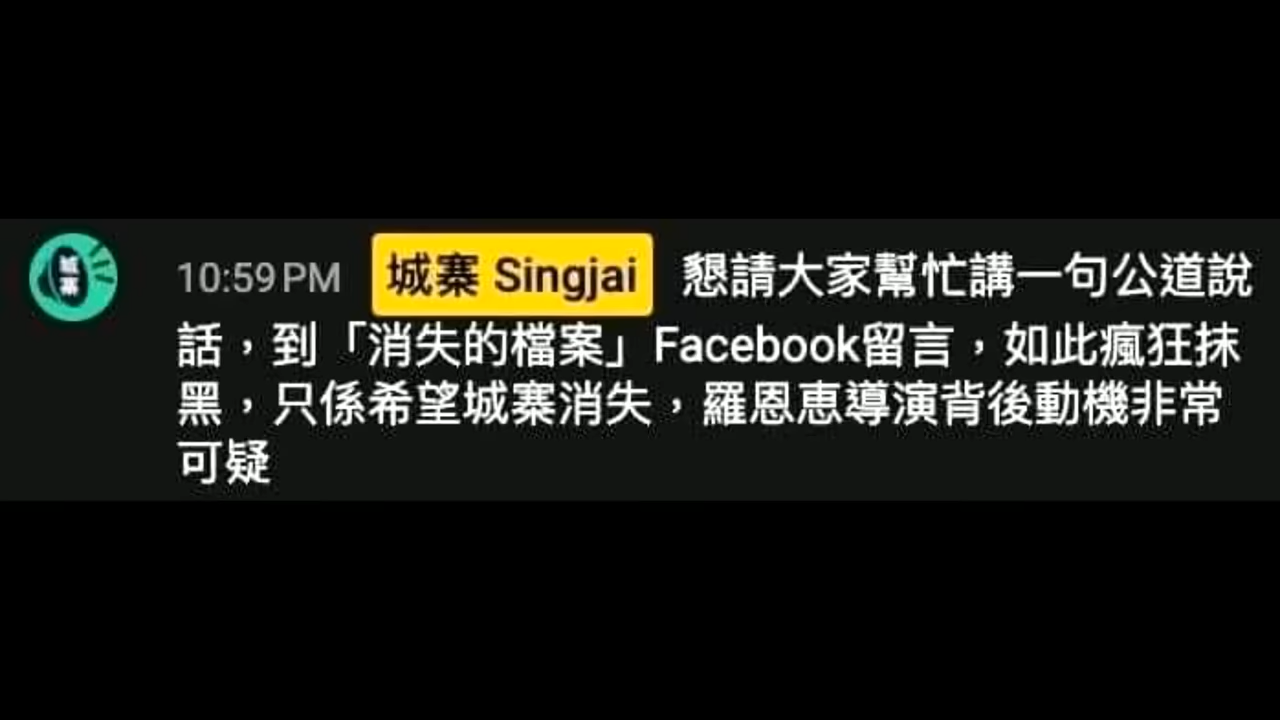 城寨
10:59 PM 城寨 Singjai 懇請大家幫忙講一句公道說
話，到「消失的檔案」Facebook留言，如此瘋狂抹
黑，只係希望城寨消失，羅恩恵導演背後動機非常
可疑